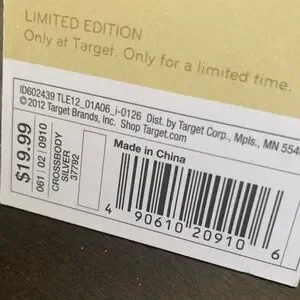 LIMITED EDITION
Only at Target. Only for a limited time.
ID602439 TLE12_01A06_i-0126 Dist. by Target Corp., Mpls., MN
©2012 Target Brands, Inc. Shop Target.com
$19.99
061 | 02 | 0910
CROSSBODY
SILVER
37792
Made in China
4 90610 20910 6